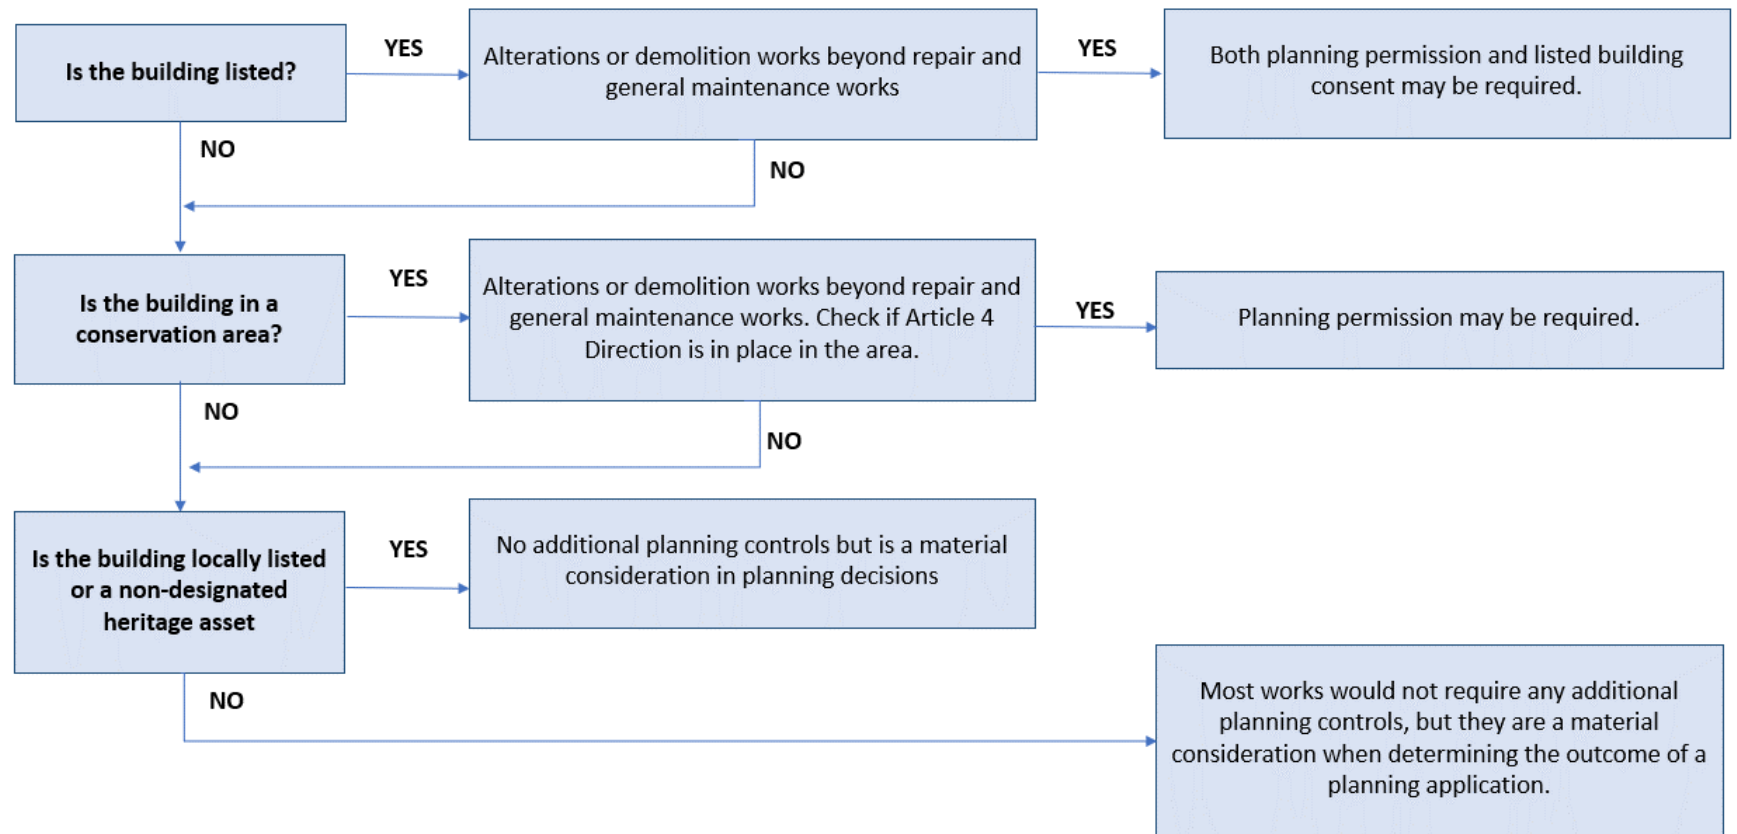 Is the building listed?
YES
Alterations or demolition works beyond repair and
general maintenance works
YES
Both planning permission and listed building
consent may be required.
NO
NO
Is the building in a
conservation area?
YES
Alterations or demolition works beyond repair and
general maintenance works. Check if Article 4
Direction is in place in the area.
YES
Planning permission may be required.
NO
NO
Is the building locally listed
or a non-designated
heritage asset
YES
No additional planning controls but is a material
consideration in planning decisions
NO
Most works would not require any additional
planning controls, but they are a material
consideration when determining the outcome of a
planning application.